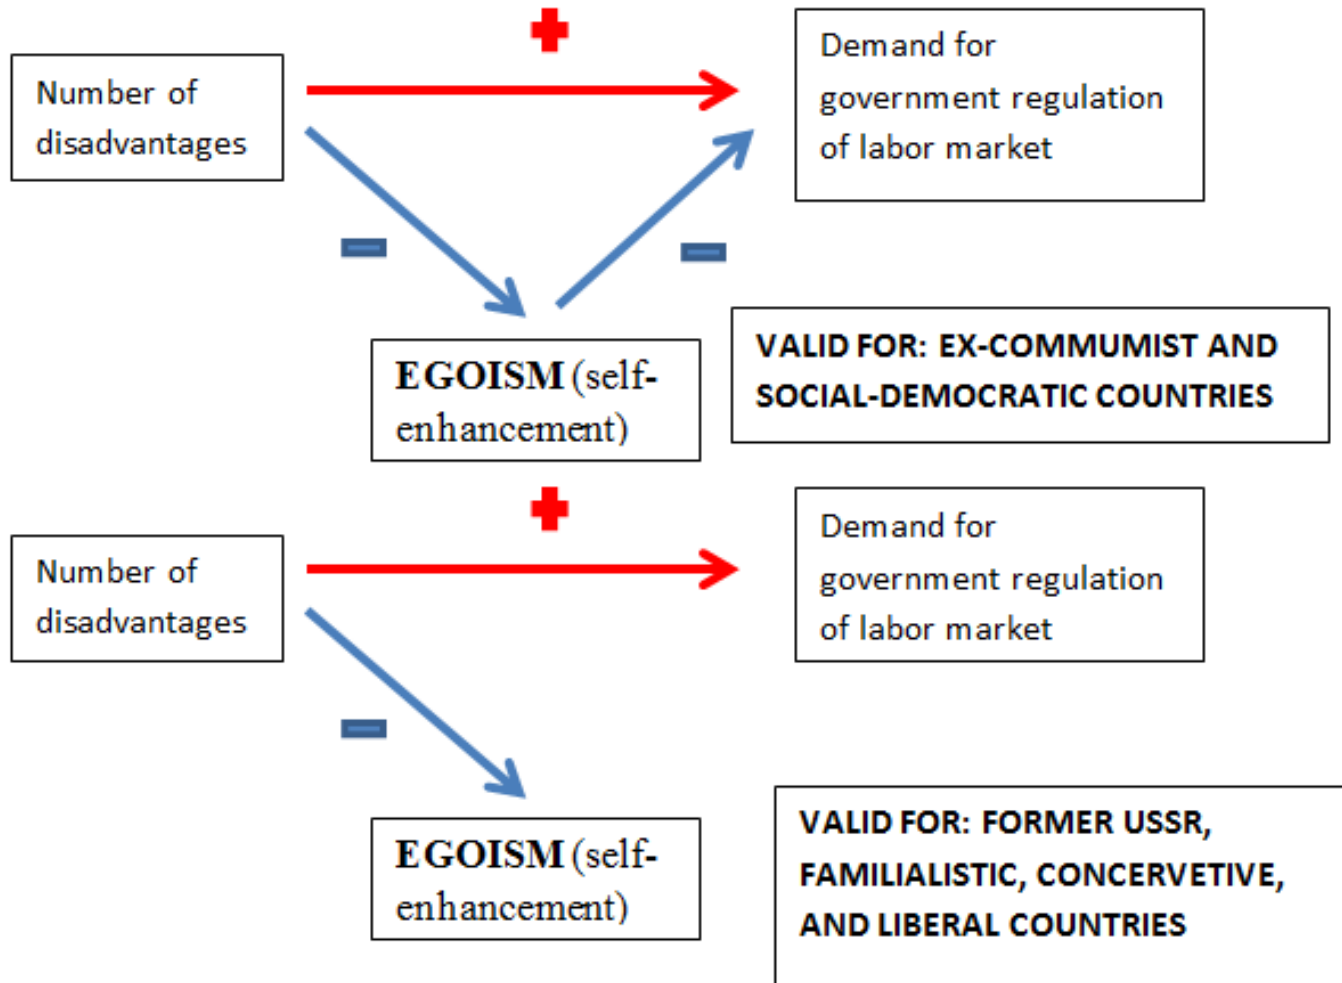 Number of
disadvantages
Demand for
government regulation
of labor market
EGOISM (self-
enhancement)
VALID FOR: EX-COMMUMIST AND
SOCIAL-DEMOCRATIC COUNTRIES
Number of
disadvantages
Demand for
government regulation
of labor market
EGOISM (self-
enhancement)
VALID FOR: FORMER USSR,
FAMILIALISTIC, CONCERVETIVE,
AND LIBERAL COUNTRIES